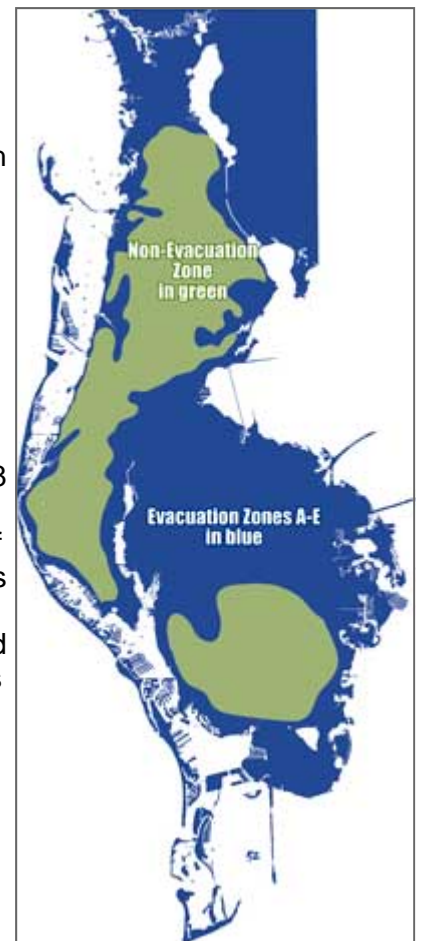 Non-Evacuation
Zone
in green
Evacuation Zones A-E
in blue